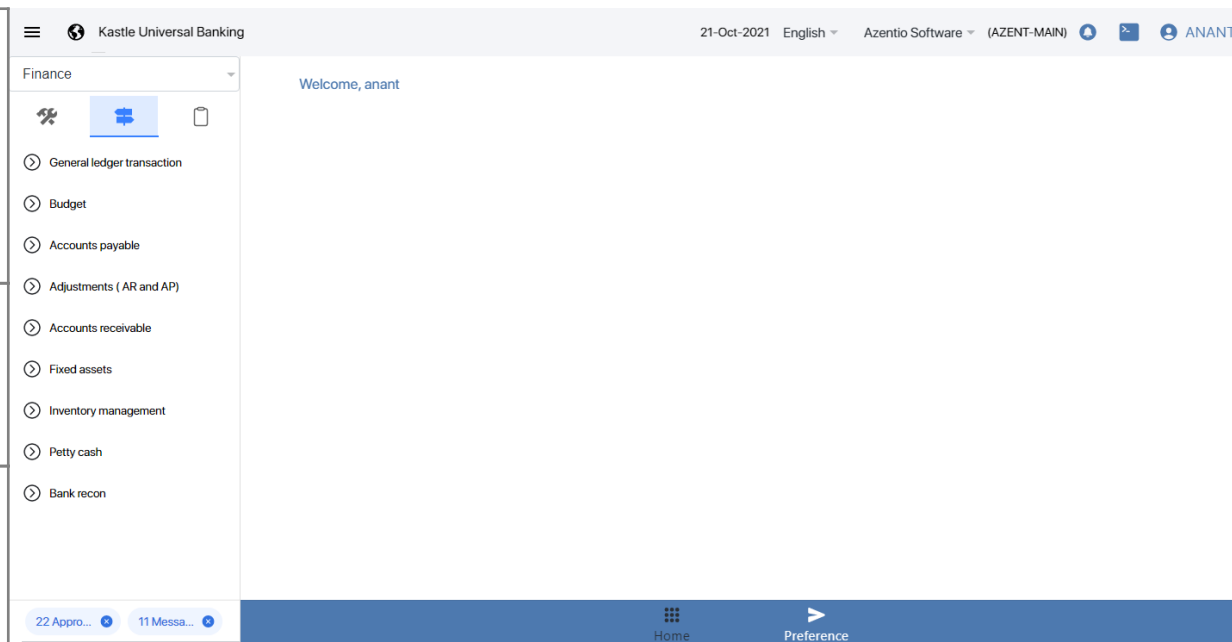 Kastle Universal Banking
21-Oct-2021 English Azentio Software (AZENT-MAIN) ANANT
Finance
Welcome, anant
General ledger transaction
Budget
Accounts payable
Adjustments ( AR and AP)
Accounts receivable
Fixed assets
Inventory management
Petty cash
Bank recon
22 Appro... 11 Messa...
Home Preference